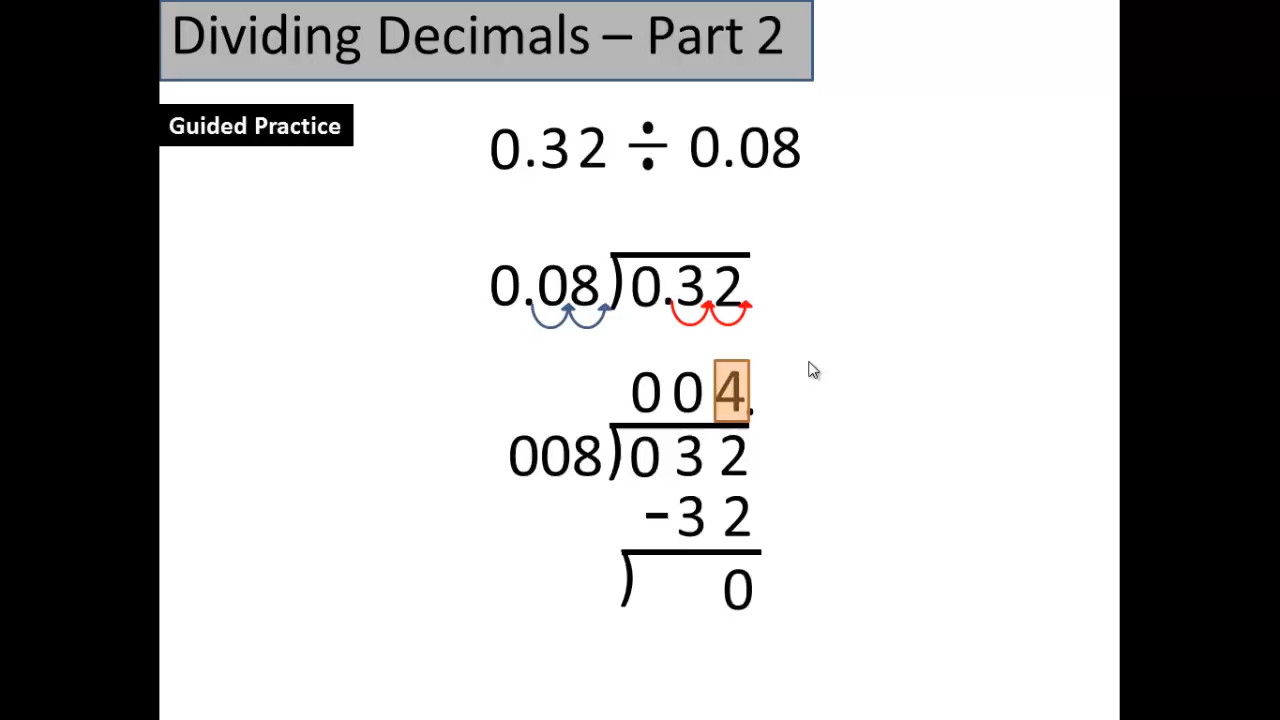 Dividing Decimals – Part 2
Guided Practice
0.32 ÷ 0.08
0.08)0.32
004.
008)032
-32
) 0